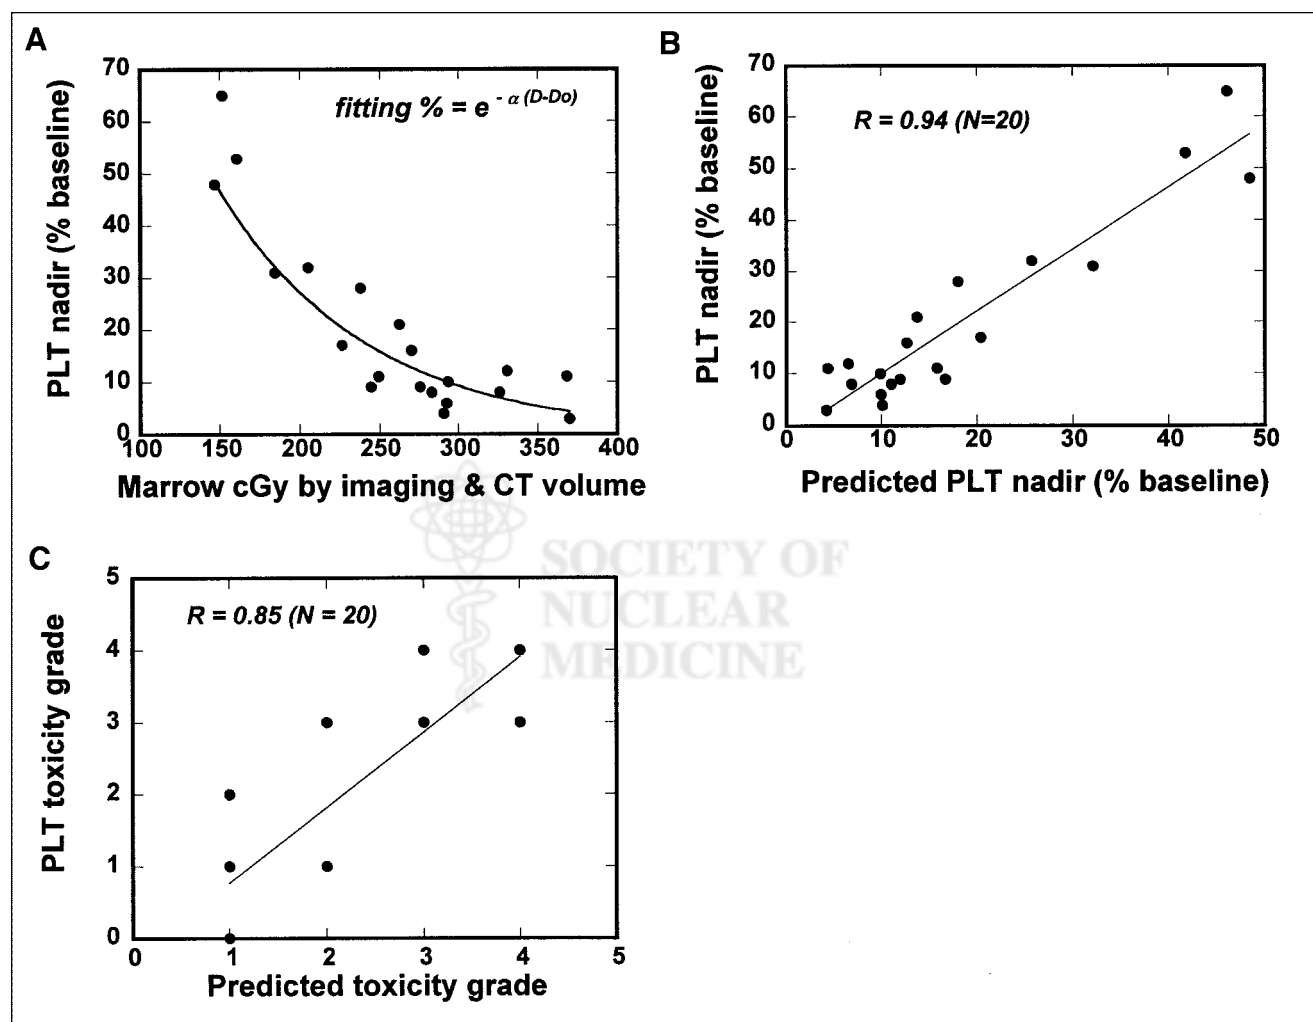 A
70
60
50
40
30
20
10
0
PLT nadir (% baseline)
fitting % = e - α (D-Do)
100 150 200 250 300 350 400
Marrow cGy by imaging & CT volume
B
70
60
50
40
30
20
10
0
PLT nadir (% baseline)
R = 0.94 (N=20)
0 10 20 30 40 50
Predicted PLT nadir (% baseline)
C
5
4
3
2
1
0
PLT toxicity grade
R = 0.85 (N = 20)
0 1 2 3 4 5
Predicted toxicity grade
SOCIETY OF
NUCLEAR
MEDICINE